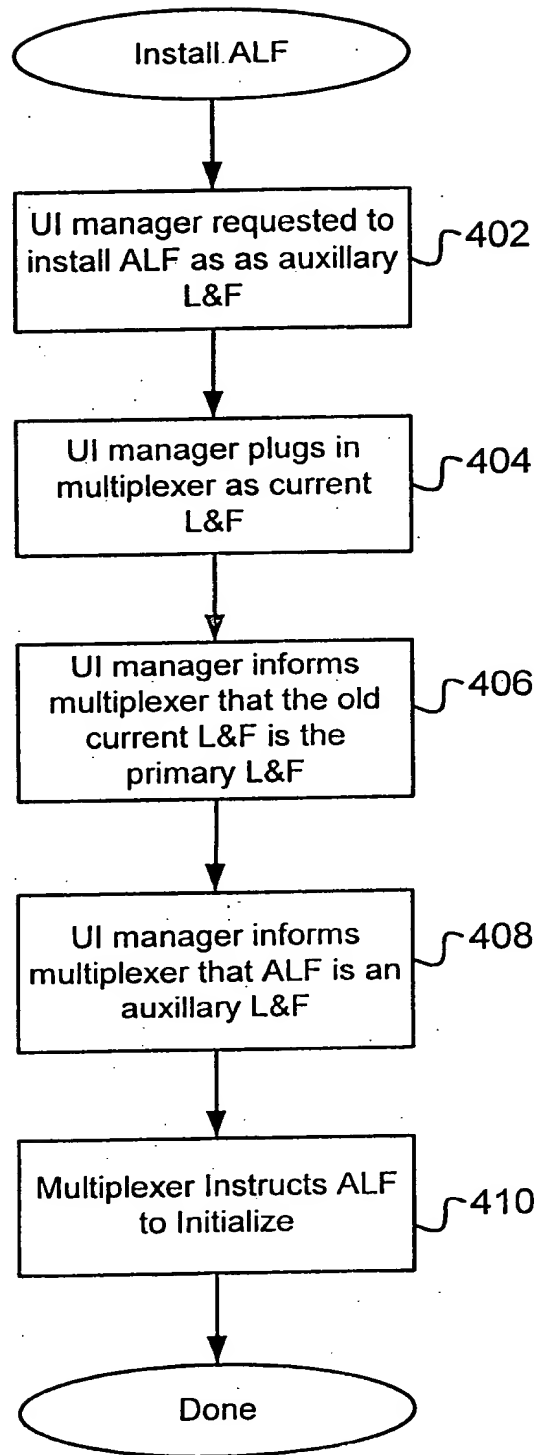 Install ALF
UI manager requested to
install ALF as as auxillary
L&F
402
UI manager plugs in
multiplexer as current
L&F
404
UI manager informs
multiplexer that the old
current L&F is the
primary L&F
406
UI manager informs
multiplexer that ALF is an
auxillary L&F
408
Multiplexer Instructs ALF
to Initialize
410
Done